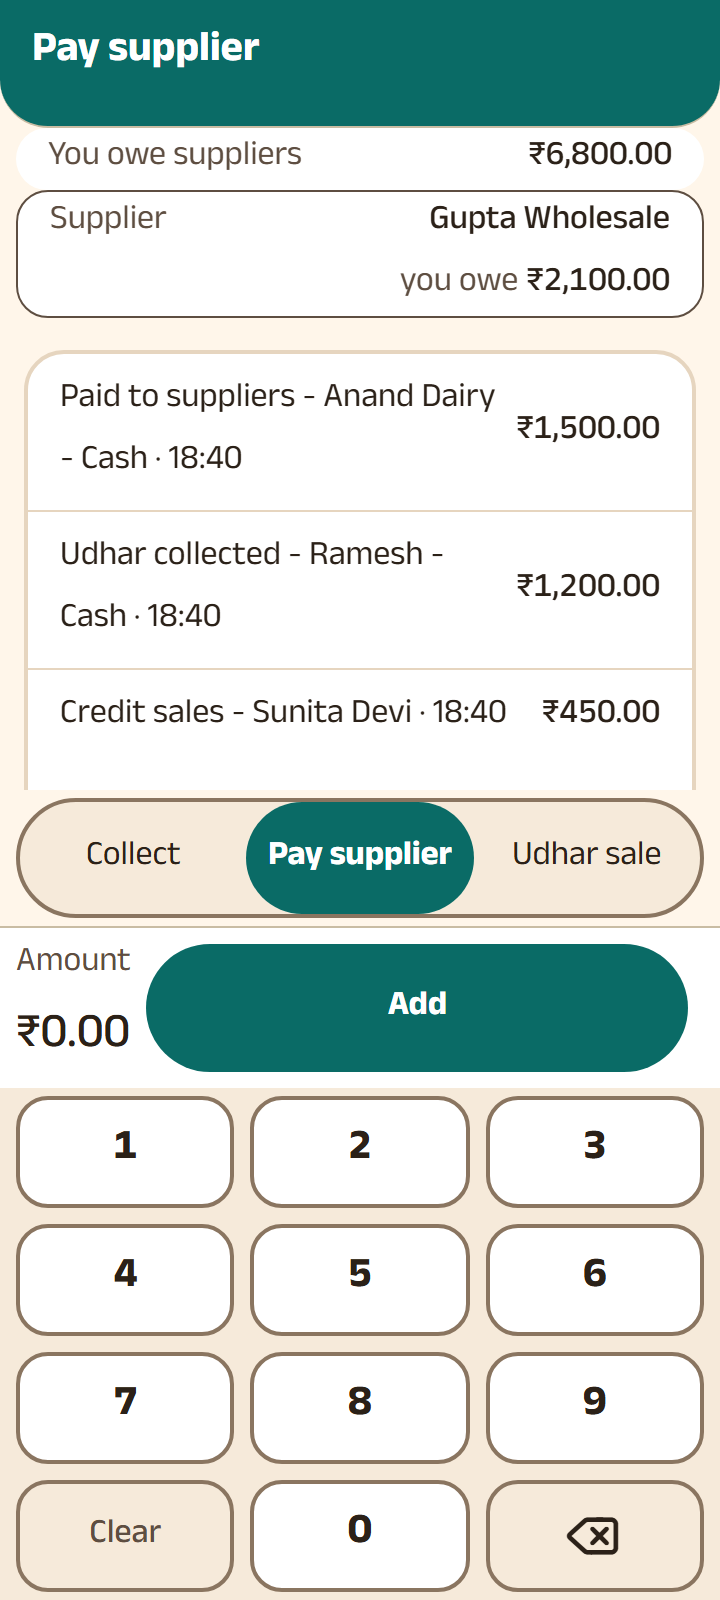 Pay supplier
You owe suppliers ₹6,800.00
Supplier Gupta Wholesale
you owe ₹2,100.00
Paid to suppliers - Anand Dairy
- Cash · 18:40
₹1,500.00
Udhar collected - Ramesh -
Cash · 18:40
₹1,200.00
Credit sales - Sunita Devi · 18:40 ₹450.00
Collect Pay supplier Udhar sale
Amount
₹0.00
Add
1 2 3
4 5 6
7 8 9
Clear 0